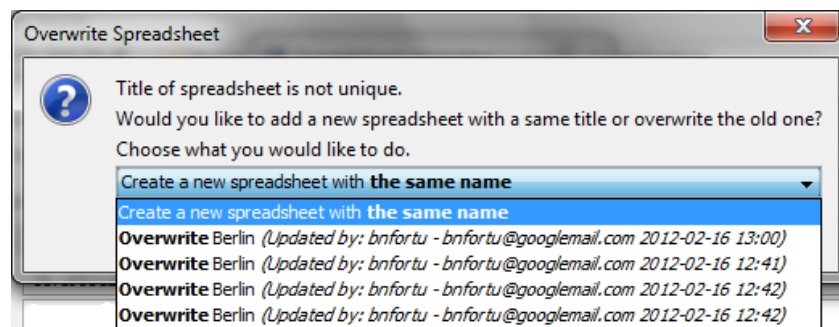 Overwrite Spreadsheet
Title of spreadsheet is not unique.
Would you like to add a new spreadsheet with a same title or overwrite the old one?
Choose what you would like to do.
Create a new spreadsheet with the same name
Create a new spreadsheet with the same name
Overwrite Berlin (Updated by: bnfortu - bnfortu@googlemail.com 2012-02-16 13:00)
Overwrite Berlin (Updated by: bnfortu - bnfortu@googlemail.com 2012-02-16 12:41)
Overwrite Berlin (Updated by: bnfortu - bnfortu@googlemail.com 2012-02-16 12:42)
Overwrite Berlin (Updated by: bnfortu - bnfortu@googlemail.com 2012-02-16 12:42)